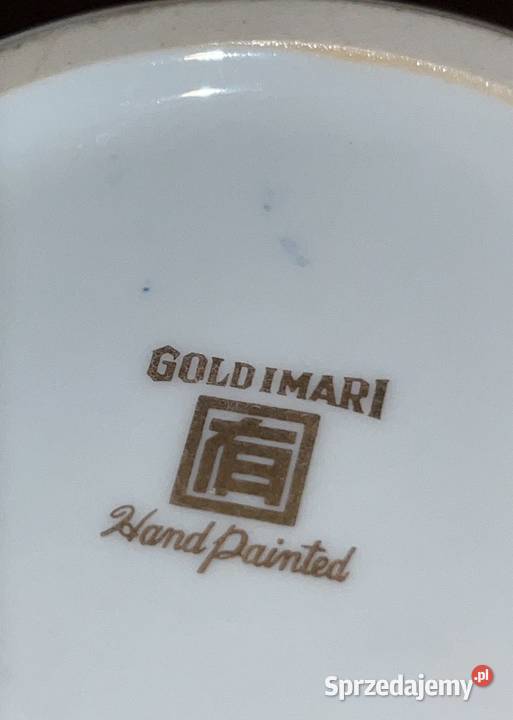 GOLD IMARI
有
Hand Painted
Sprzedajemy.pl